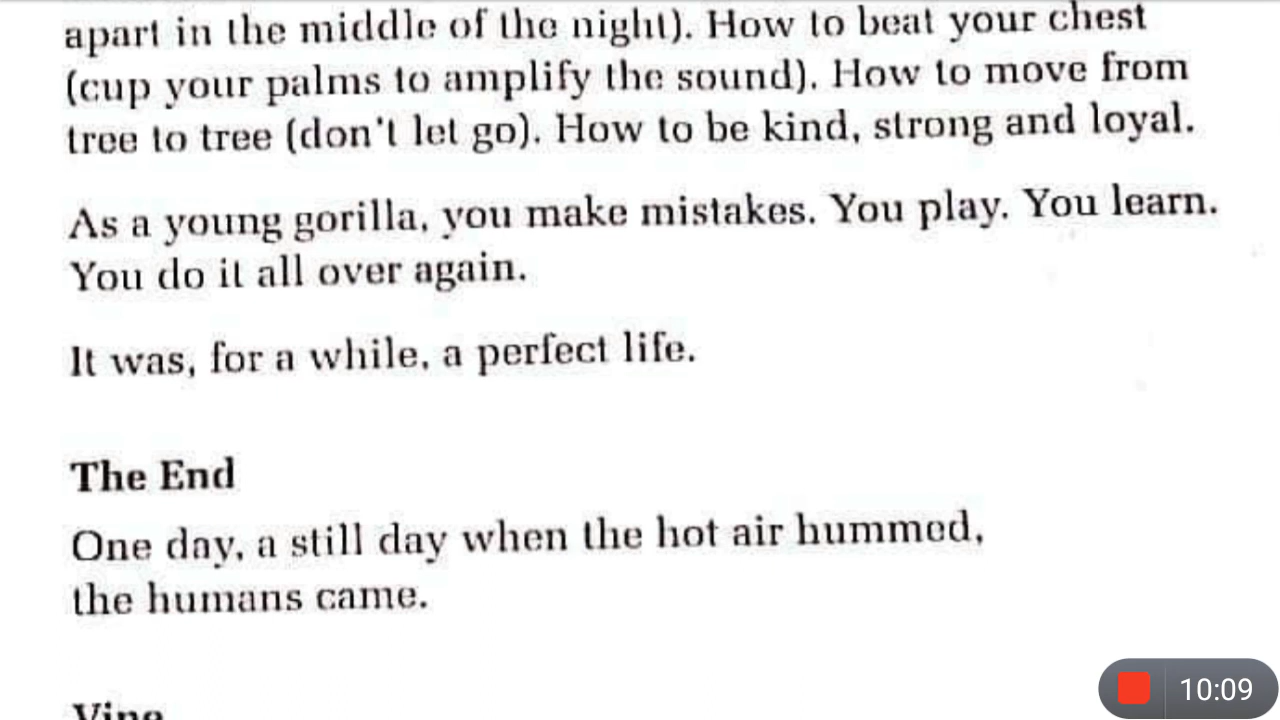 apart in the middle of the night). How to beat your chest
(cup your palms to amplify the sound). How to move from
tree to tree (don't let go). How to be kind, strong and loyal.
As a young gorilla, you make mistakes. You play. You learn.
You do it all over again.
It was, for a while, a perfect life.
The End
One day, a still day when the hot air hummed,
the humans came.
Vine
10:09